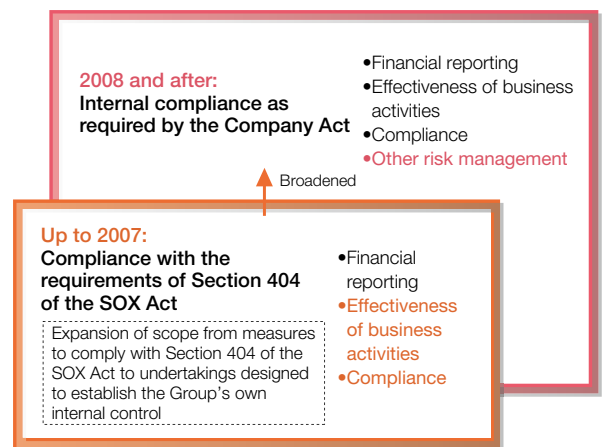 2008 and after:
Internal compliance as
required by the Company Act
•Financial reporting
•Effectiveness of business
activities
•Compliance
•Other risk management
Broadened
Up to 2007:
Compliance with the
requirements of Section 404
of the SOX Act
Expansion of scope from measures
to comply with Section 404 of the
SOX Act to undertakings designed
to establish the Group's own
internal control
•Financial
reporting
•Effectiveness
of business
activities
•Compliance